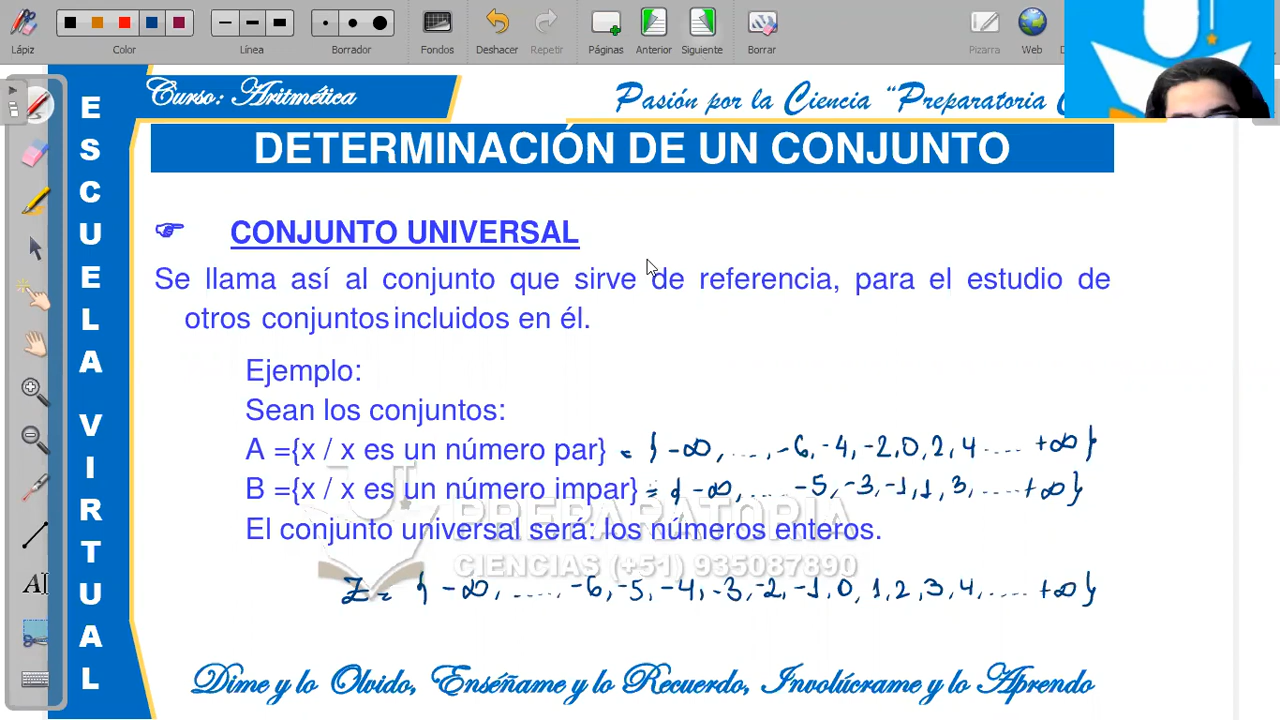 Lápiz Color Línea Borrador Fondos Deshacer Repetir Páginas Anterior Siguiente Borrar Pizarra Web
Curso: Aritmética
Pasión por la Ciencia “Preparatoria
DETERMINACIÓN DE UN CONJUNTO
ESCUELA VIRTUAL
CONJUNTO UNIVERSAL
Se llama así al conjunto que sirve de referencia, para el estudio de
otros conjuntos incluidos en él.
Ejemplo:
Sean los conjuntos:
A ={x / x es un número par} = { -∞, ...., -6, -4, -2, 0, 2, 4 ..... +∞ }
B ={x / x es un número impar} = { -∞, .... -5, -3, -1, 1, 3, ..... +∞ }
El conjunto universal será: los números enteros.
PREPARATORIA
CIENCIAS (+51) 935087890
Z = { -∞, ..... -6, -5, -4, -3, -2, -1, 0, 1, 2, 3, 4, ..... +∞ }
Dime y lo Olvido, Enséñame y lo Recuerdo, Involúcrame y lo Aprendo